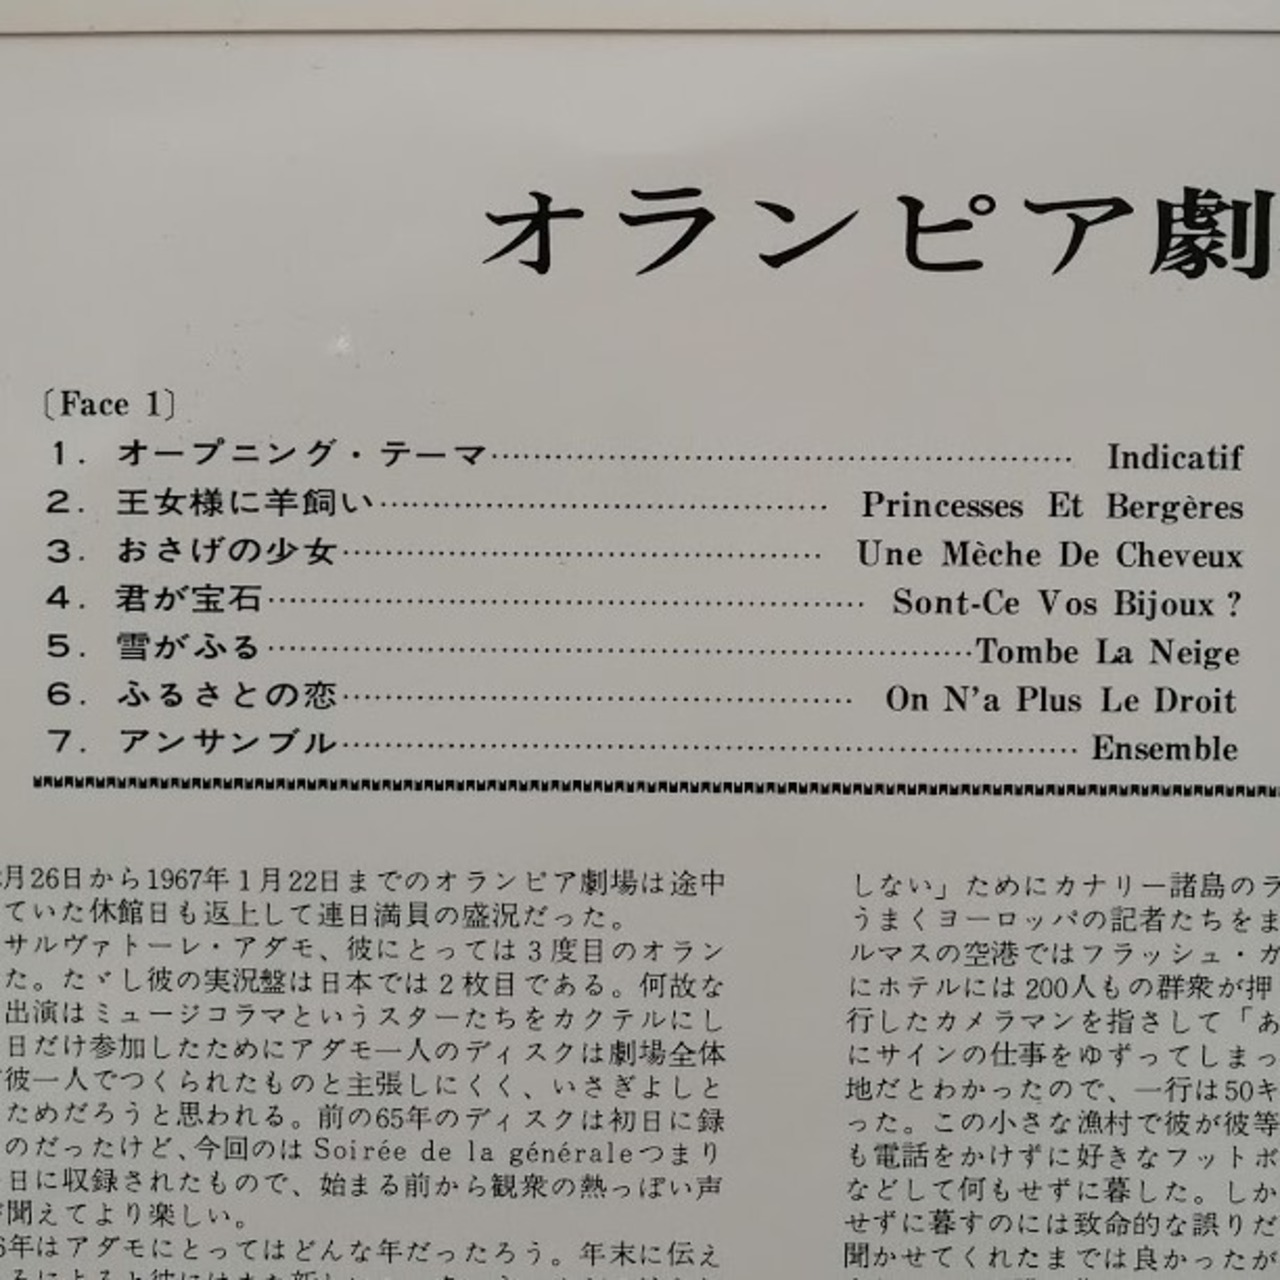 オランピア劇
〔Face 1〕
1. オープニング・テーマ…… Indicatif
2. 王女様に羊飼い…… Princesses Et Bergères
3. おさげの少女…… Une Mèche De Cheveux
4. 君が宝石…… Sont-Ce Vos Bijoux ?
5. 雪がふる…… Tombe La Neige
6. ふるさとの恋…… On N'a Plus Le Droit
7. アンサンブル…… Ensemble
月26日から1967年1月22日までのオランピア劇場は途中
ていた休館日も返上して連日満員の盛況だった。
サルヴァトーレ・アダモ、彼にとっては3度目のオラン
た。たゞし彼の実況盤は日本では2枚目である。何故な
出演はミュージコラマというスターたちをカクテルにし
日だけ参加したためにアダモ一人のディスクは劇場全体
彼一人でつくられたものと主張しにくく、いさぎよしと
ためだろうと思われる。前の65年のディスクは初日に録
のだったけど、今回のは Soirée de la généraleつまり
日に収録されたもので、始まる前から観衆の熱っぽい声
聞えてより楽しい。
6年はアダモにとってはどんな年だったろう。年末に伝え
しない」ためにカナリー諸島のラ
うまくヨーロッパの記者たちをま
ルマスの空港ではフラッシュ・ガ
にホテルには200人もの群衆が押
行したカメラマンを指さして「あ
にサインの仕事をゆずってしまっ
地だとわかったので、一行は50キ
った。この小さな漁村で彼が彼等
も電話をかけずに好きなフットボ
などして何もせずに暮した。しか
せずに暮すのには致命的な誤りだ
聞かせてくれたまでは良かったが